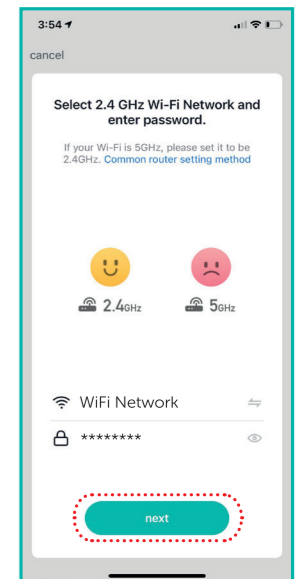 3:54
cancel
Select 2.4 GHz Wi-Fi Network and
enter password.
If your Wi-Fi is 5GHz, please set it to be
2.4GHz. Common router setting method
2.4GHz 5GHz
WiFi Network
********
next